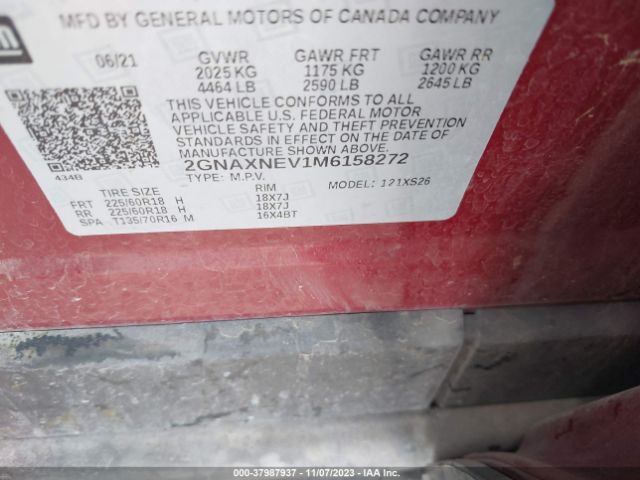 MFD BY GENERAL MOTORS OF CANADA COMPANY
gm
06/21 GVWR GAWR FRT GAWR RR
2025 KG 1175 KG 1200 KG
4464 LB 2590 LB 2645 LB
THIS VEHICLE CONFORMS TO ALL
APPLICABLE U.S. FEDERAL MOTOR
VEHICLE SAFETY AND THEFT PREVENTION
STANDARDS IN EFFECT ON THE DATE OF
MANUFACTURE SHOWN ABOVE.
434B 2GNAXNEV1M6158272
TYPE: M.P.V. MODEL: 121XS26
TIRE SIZE RIM
FRT 225/60R18 H 18X7J
RR 225/60R18 H 18X7J
SPA T135/70R16 M 16X4BT
000-37987937 - 11/07/2023 - IAA Inc.